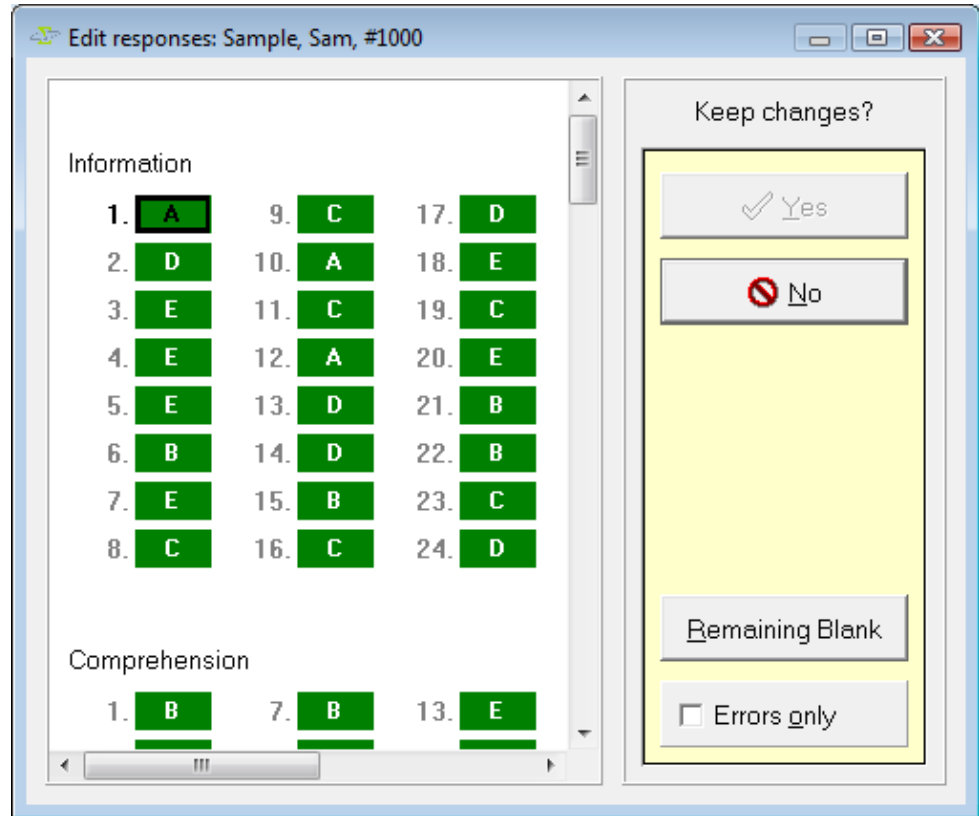 Edit responses: Sample, Sam, #1000
Keep changes?
Information
1. A 9. C 17. D
2. D 10. A 18. E
3. E 11. C 19. C
4. E 12. A 20. E
5. E 13. D 21. B
6. B 14. D 22. B
7. E 15. B 23. C
8. C 16. C 24. D
Comprehension
1. B 7. B 13. E
Yes
No
Remaining Blank
Errors only